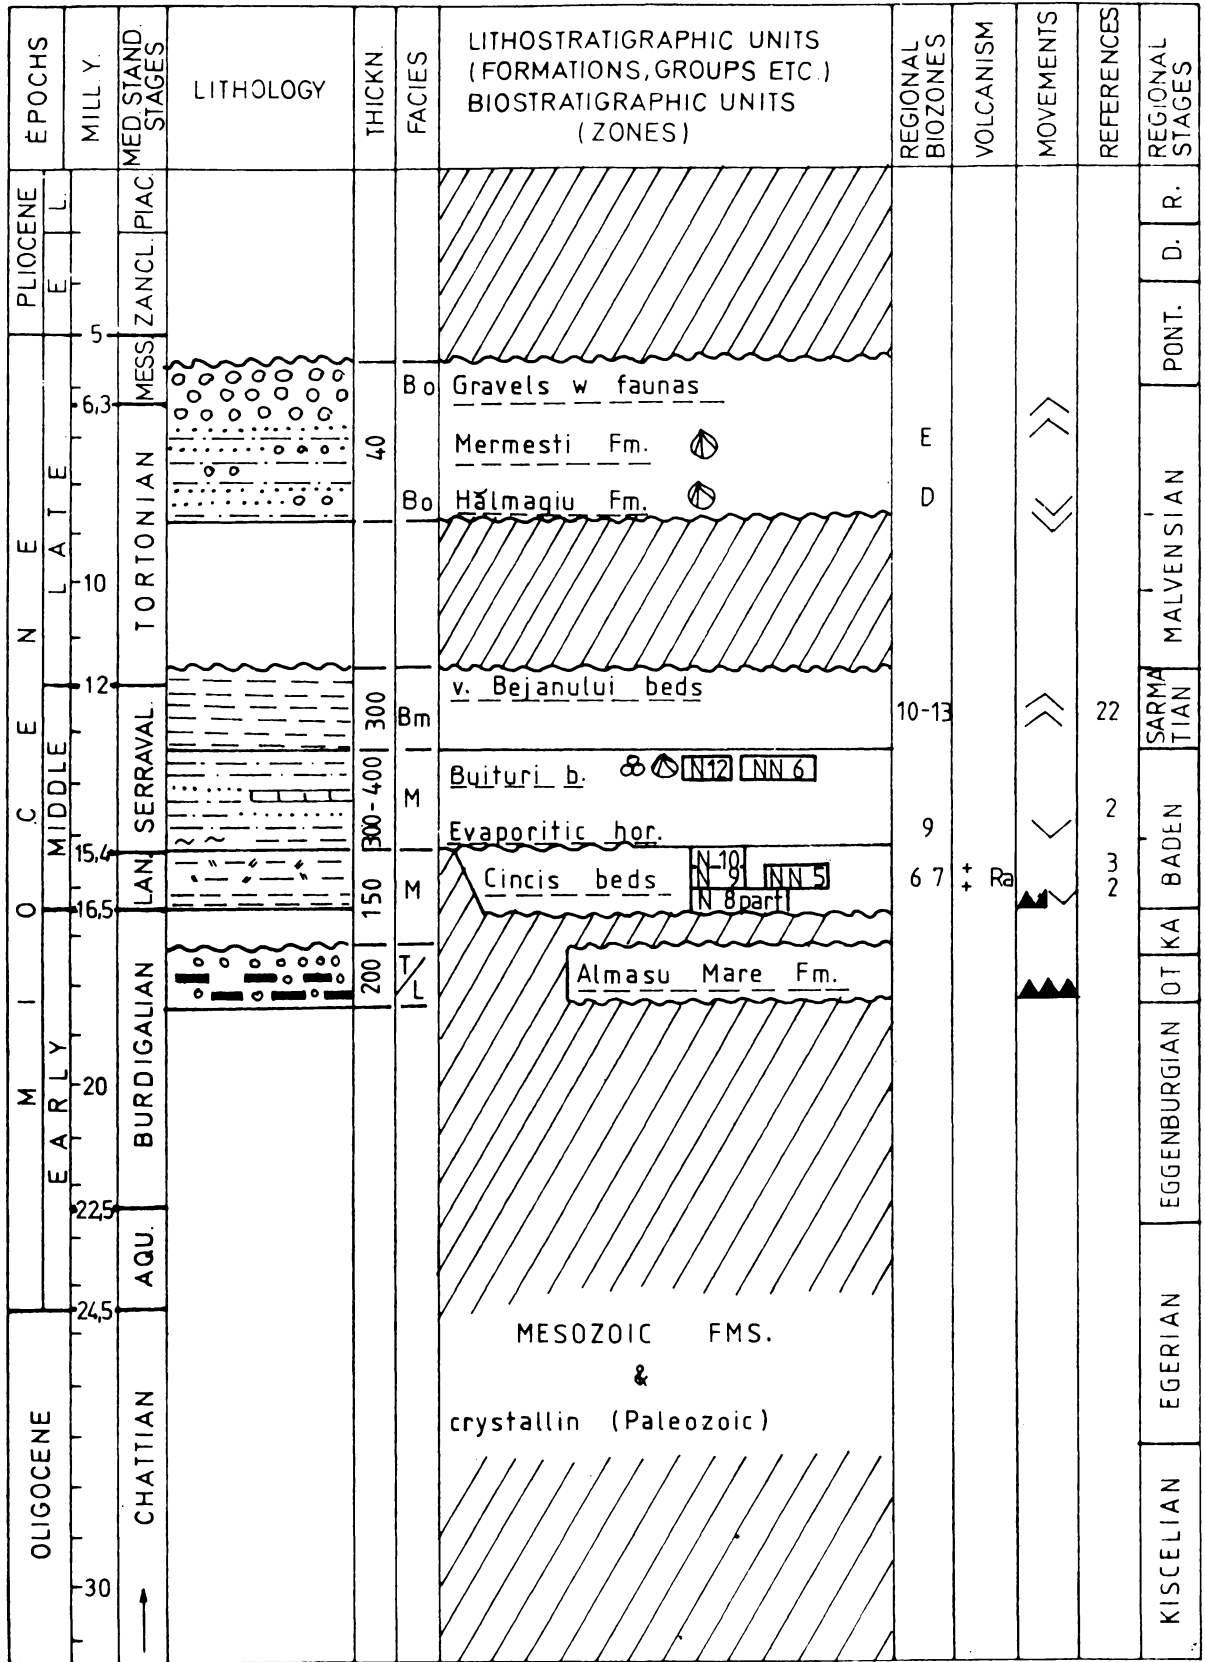 EPOCHS
MILL.Y.
MED.STAND.
STAGES
LITHOLOGY
THICKN.
FACIES
LITHOSTRATIGRAPHIC UNITS
(FORMATIONS, GROUPS ETC.)
BIOSTRATIGRAPHIC UNITS
(ZONES)
REGIONAL
BIOZONES
VOLCANISM
MOVEMENTS
REFERENCES
REGIONAL
STAGES
PLIOCENE
L.
E
PIAC.
ZANCL.
R.
D.
PONT.
5
MIOCENE
LATE
MESS.
6,3
40
Bo
Gravels w faunas
Mermesti Fm.
E
Bo
Hălmagiu Fm.
D
TORTONIAN
10
MALVENSIAN
12
MIDDLE
SERRAVAL.
300
Bm
v. Bejanului beds
10-13
22
SARMA
TIAN
300-400
M
Buituri b.
N12
NN 6
2
Evaporitic hor.
9
BADEN
15,4
LAN.
150
M
Cincis beds
N-10
N 9
NN 5
N 8part
6 7
+
+
Ra
3
2
16,5
EARLY
BURDIGALIAN
KA
OT
200
T/L
Almasu Mare Fm.
20
EGGENBURGIAN
22,5
AQU.
24,5
EGERIAN
MESOZOIC FMS.
&
crystallin (Paleozoic)
OLIGOCENE
CHATTIAN
30
KISCELIAN